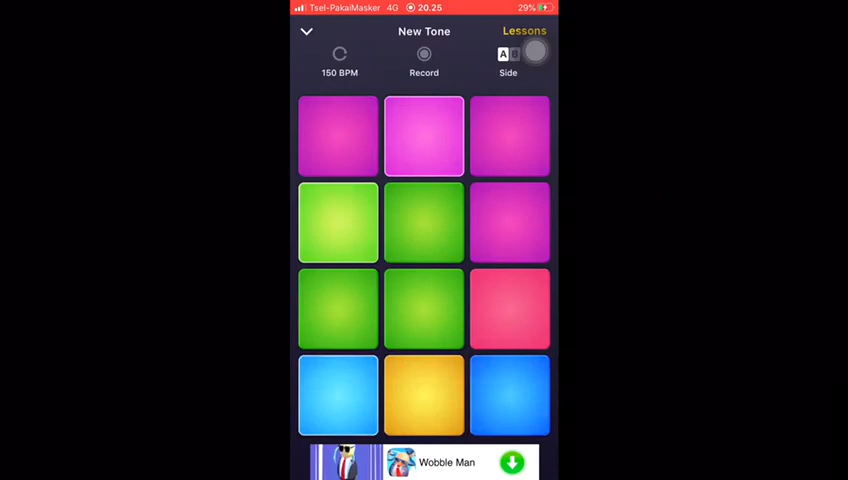 Tsel-PakaiMasker 4G 20.25 29%
New Tone Lessons
A B
150 BPM Record Side
Wobble Man